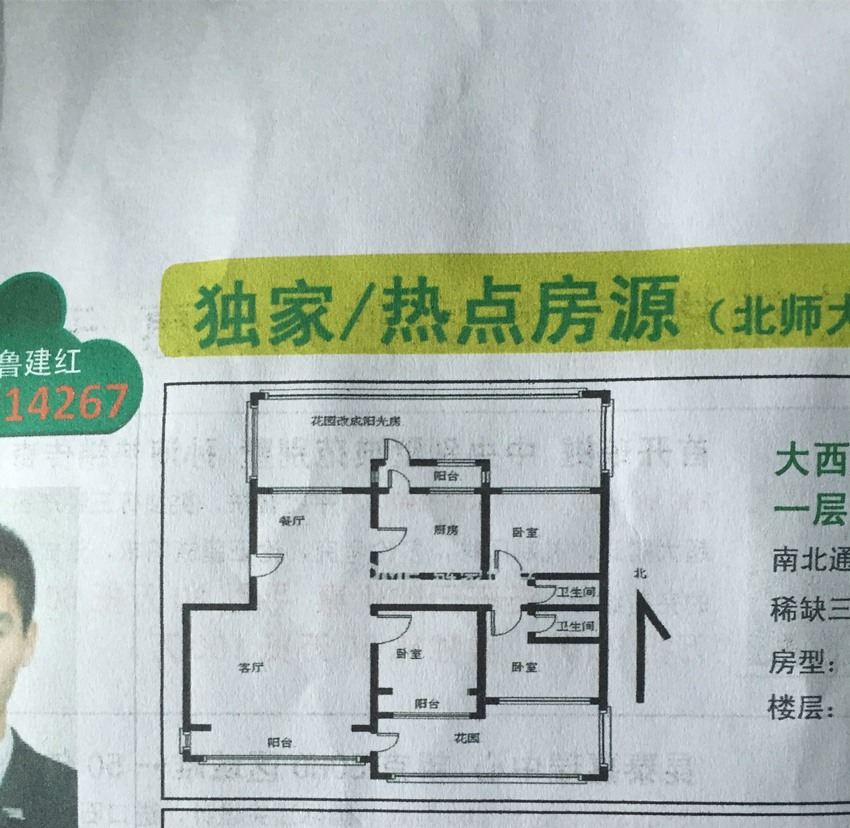 独家/热点房源（北师大
鲁建红
14267
花园改成阳光房
阳台
餐厅
厨房
卧室
北
卫生间
卫生间
卧室
客厅
卧室
阳台
花园
阳台
大西
一层
南北通
稀缺三
房型：
楼层：